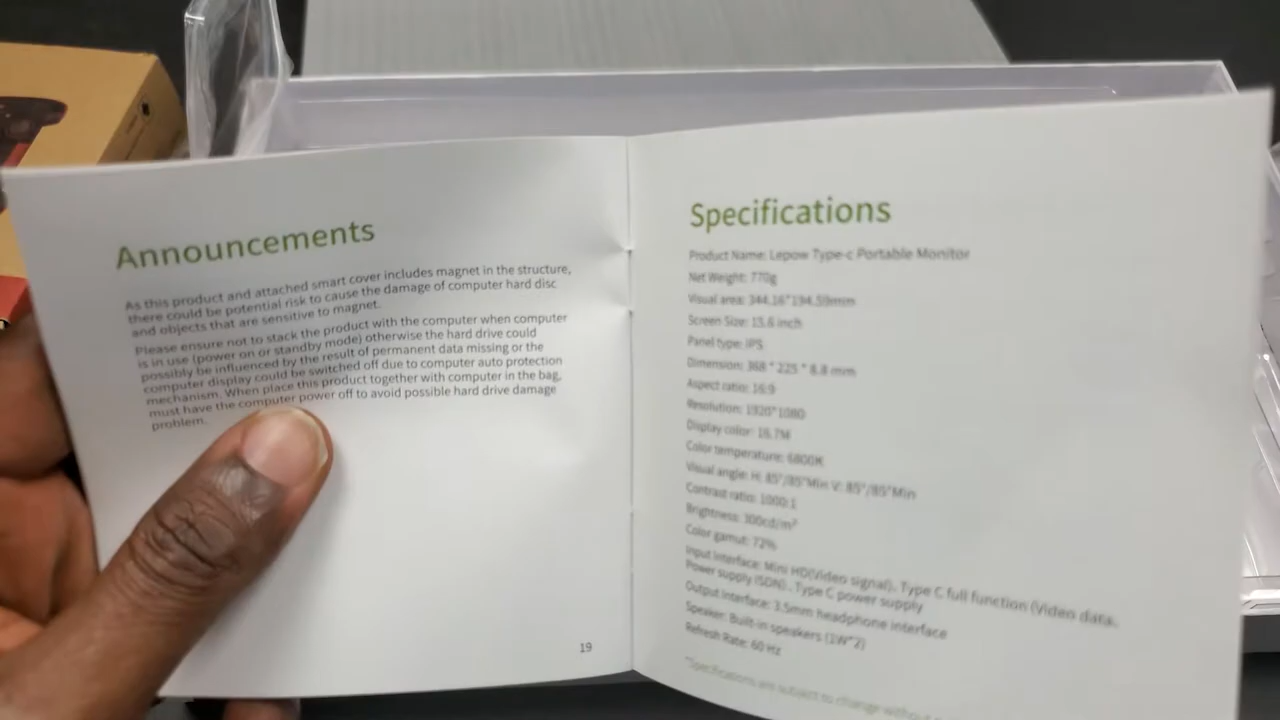 Announcements
As this product and attached smart cover includes magnet in the structure,
there could be potential risk to cause the damage of computer hard disc
and objects that are sensitive to magnet.
Please ensure not to stack the product with the computer when computer
is in use (power on or standby mode) otherwise the hard drive could
possibly be influenced by the result of permanent data missing or the
computer display could be switched off due to computer auto protection
mechanism. When place this product together with computer in the bag,
must have the computer power off to avoid possible hard drive damage
problem.
19
Specifications
Product Name: Lepow Type-c Portable Monitor
Net Weight: 770g
Visual area: 344.16*194.59mm
Screen Size: 15.6 inch
Panel type: IPS
Dimension: 368 * 225 * 8.8 mm
Aspect ratio: 16:9
Resolution: 1920*1080
Display color: 16.7M
Color temperature: 6800K
Visual angle: H: 85°/85°Min V: 85°/85°Min
Contrast ratio: 1000:1
Brightness: 300cd/m²
Color gamut: 72%
Input Interface: Mini HD(Video signal)、Type C full function (Video data、
Power supply 、Type C power supply
Output Interface: 3.5mm headphone interface
Speaker: Built-in speakers (1W*2)
Refresh Rate: 60 Hz
*Specifications are subject to change without